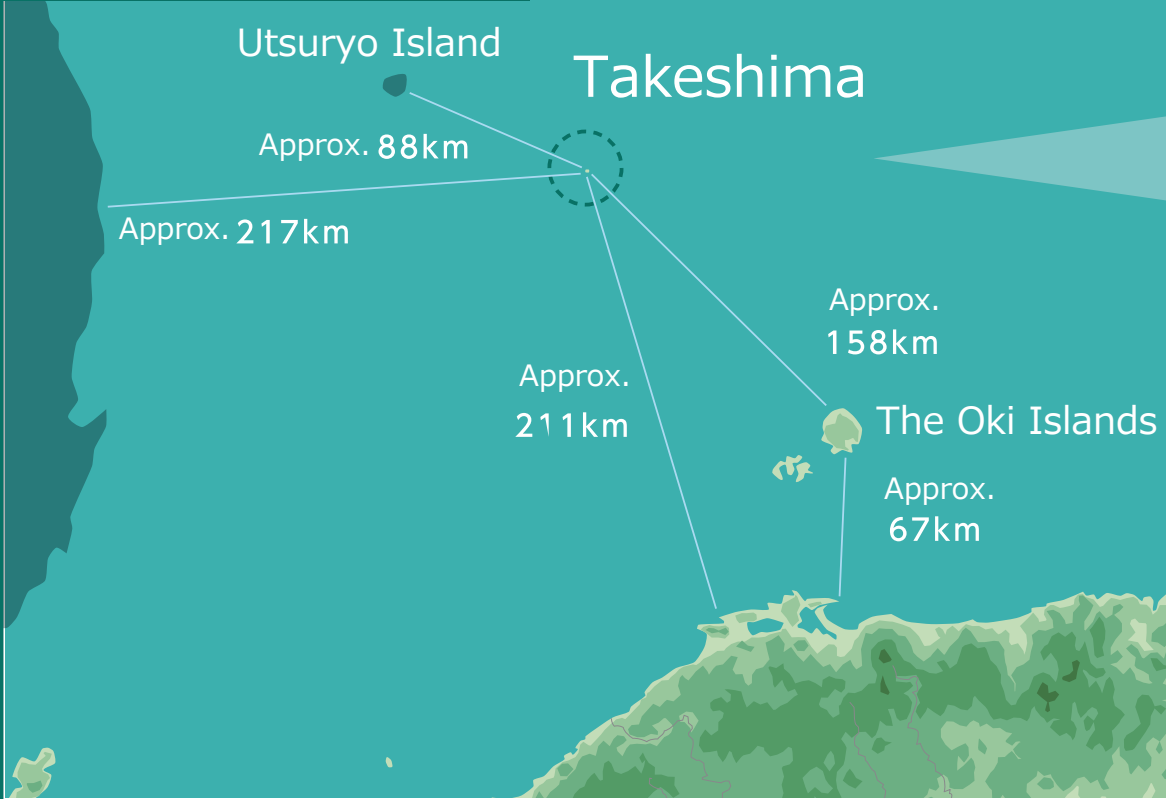 Utsuryo Island
Takeshima
Approx. 88km
Approx. 217km
Approx.
158km
Approx.
211km
The Oki Islands
Approx.
67km